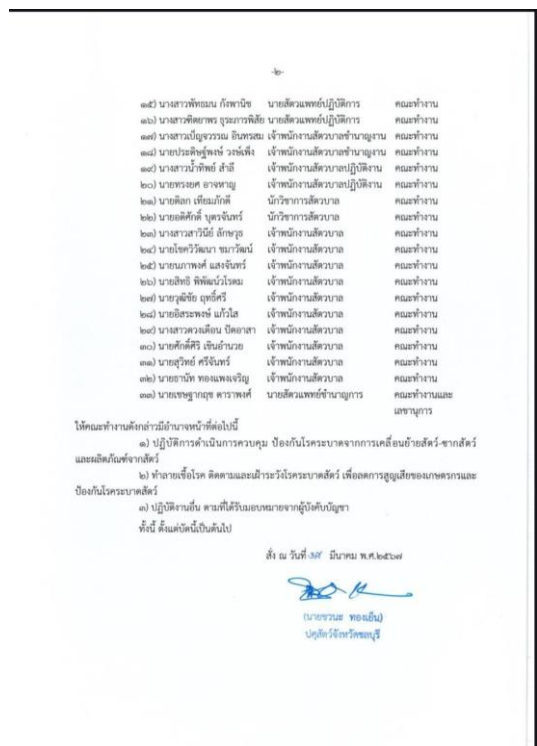 -๒-
๑๕) นางสาวพัทธมน กังพานิช นายสัตวแพทย์ปฏิบัติการ คณะทำงาน
๑๖) นางสาวทิตยาพร ธุระการพิสัย นายสัตวแพทย์ปฏิบัติการ คณะทำงาน
๑๗) นางสาวเบ็ญจวรรณ อินทรสม เจ้าพนักงานสัตวบาลชำนาญงาน คณะทำงาน
๑๘) นายประดิษฐ์พงษ์ วงษ์เพ็ง เจ้าพนักงานสัตวบาลชำนาญงาน คณะทำงาน
๑๙) นางสาวน้ำทิพย์ สำลี เจ้าพนักงานสัตวบาลปฏิบัติงาน คณะทำงาน
๒๐) นายทรงยศ อาจหาญ เจ้าพนักงานสัตวบาลปฏิบัติงาน คณะทำงาน
๒๑) นายดิลก เทียมภักดี นักวิชาการสัตวบาล คณะทำงาน
๒๒) นายอดิศักดิ์ บุตรจันทร์ นักวิชาการสัตวบาล คณะทำงาน
๒๓) นางสาวสาวินีย์ ลักษวุธ เจ้าพนักงานสัตวบาล คณะทำงาน
๒๔) นายโชควิวัฒนา ชมาวัฒน์ เจ้าพนักงานสัตวบาล คณะทำงาน
๒๕) นายนภาพงศ์ แสงจันทร์ เจ้าพนักงานสัตวบาล คณะทำงาน
๒๖) นายสิทธิ พิพัฒน์วโรดม เจ้าพนักงานสัตวบาล คณะทำงาน
๒๗) นายวุฒิชัย ฤทธิ์ศรี เจ้าพนักงานสัตวบาล คณะทำงาน
๒๘) นายอิสระพงษ์ แก้วใส เจ้าพนักงานสัตวบาล คณะทำงาน
๒๙) นางสาวดวงเดือน ปัดอาสา เจ้าพนักงานสัตวบาล คณะทำงาน
๓๐) นายศักดิ์ศิริ เชินอำนวย เจ้าพนักงานสัตวบาล คณะทำงาน
๓๑) นายสุวิทย์ ศรีจันทร์ เจ้าพนักงานสัตวบาล คณะทำงาน
๓๒) นายธานัท ทองแพงเจริญ เจ้าพนักงานสัตวบาล คณะทำงาน
๓๓) นายเชษฐากฤช ดาราพงศ์ นายสัตวแพทย์ชำนาญการ คณะทำงานและ
เลขานุการ
ให้คณะทำงานดังกล่าวมีอำนาจหน้าที่ต่อไปนี้
๑) ปฏิบัติการดำเนินการควบคุม ป้องกันโรคระบาดจากการเคลื่อนย้ายสัตว์-ซากสัตว์
และผลิตภัณฑ์จากสัตว์
๒) ทำลายเชื้อโรค ติดตามและเฝ้าระวังโรคระบาดสัตว์ เพื่อลดการสูญเสียของเกษตรกรและ
ป้องกันโรคระบาดสัตว์
๓) ปฏิบัติงานอื่น ตามที่ได้รับมอบหมายจากผู้บังคับบัญชา
ทั้งนี้ ตั้งแต่บัดนี้เป็นต้นไป
สั่ง ณ วันที่ มีนาคม พ.ศ.๒๕๖๗
(นายชวนะ ทองเย็น)
ปศุสัตว์จังหวัดชลบุรี